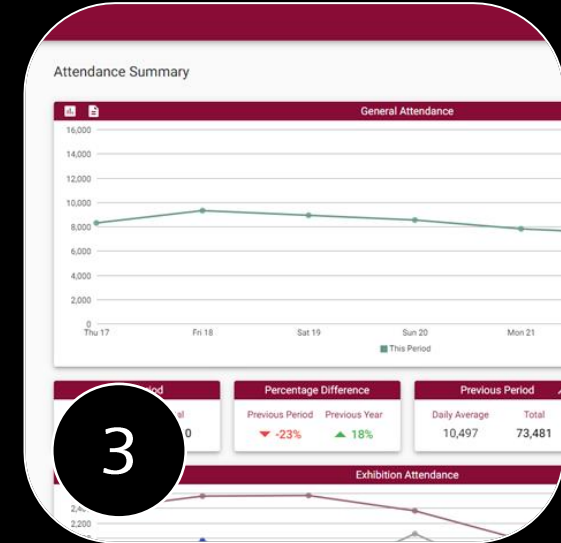 Attendance Summary
General Attendance
16,000
14,000
12,000
10,000
8,000
6,000
4,000
2,000
0
Thu 17 Fri 18 Sat 19 Sun 20 Mon 21
This Period
Percentage Difference Previous Period
Previous Period Previous Year Daily Average Total
-23% 18% 10,497 73,481
3
Exhibition Attendance
2,200